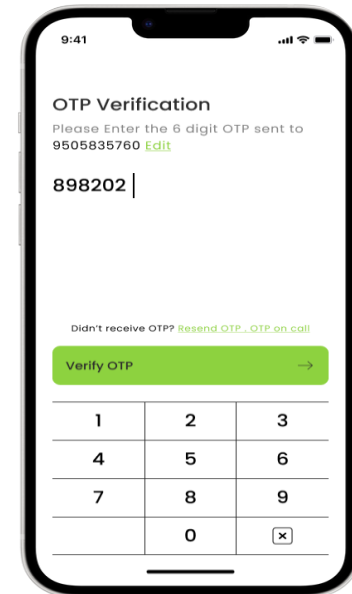 9:41
OTP Verification
Please Enter the 6 digit OTP sent to
9505835760 Edit
898202
Didn't receive OTP? Resend OTP . OTP on call
Verify OTP
1 2 3
4 5 6
7 8 9
0